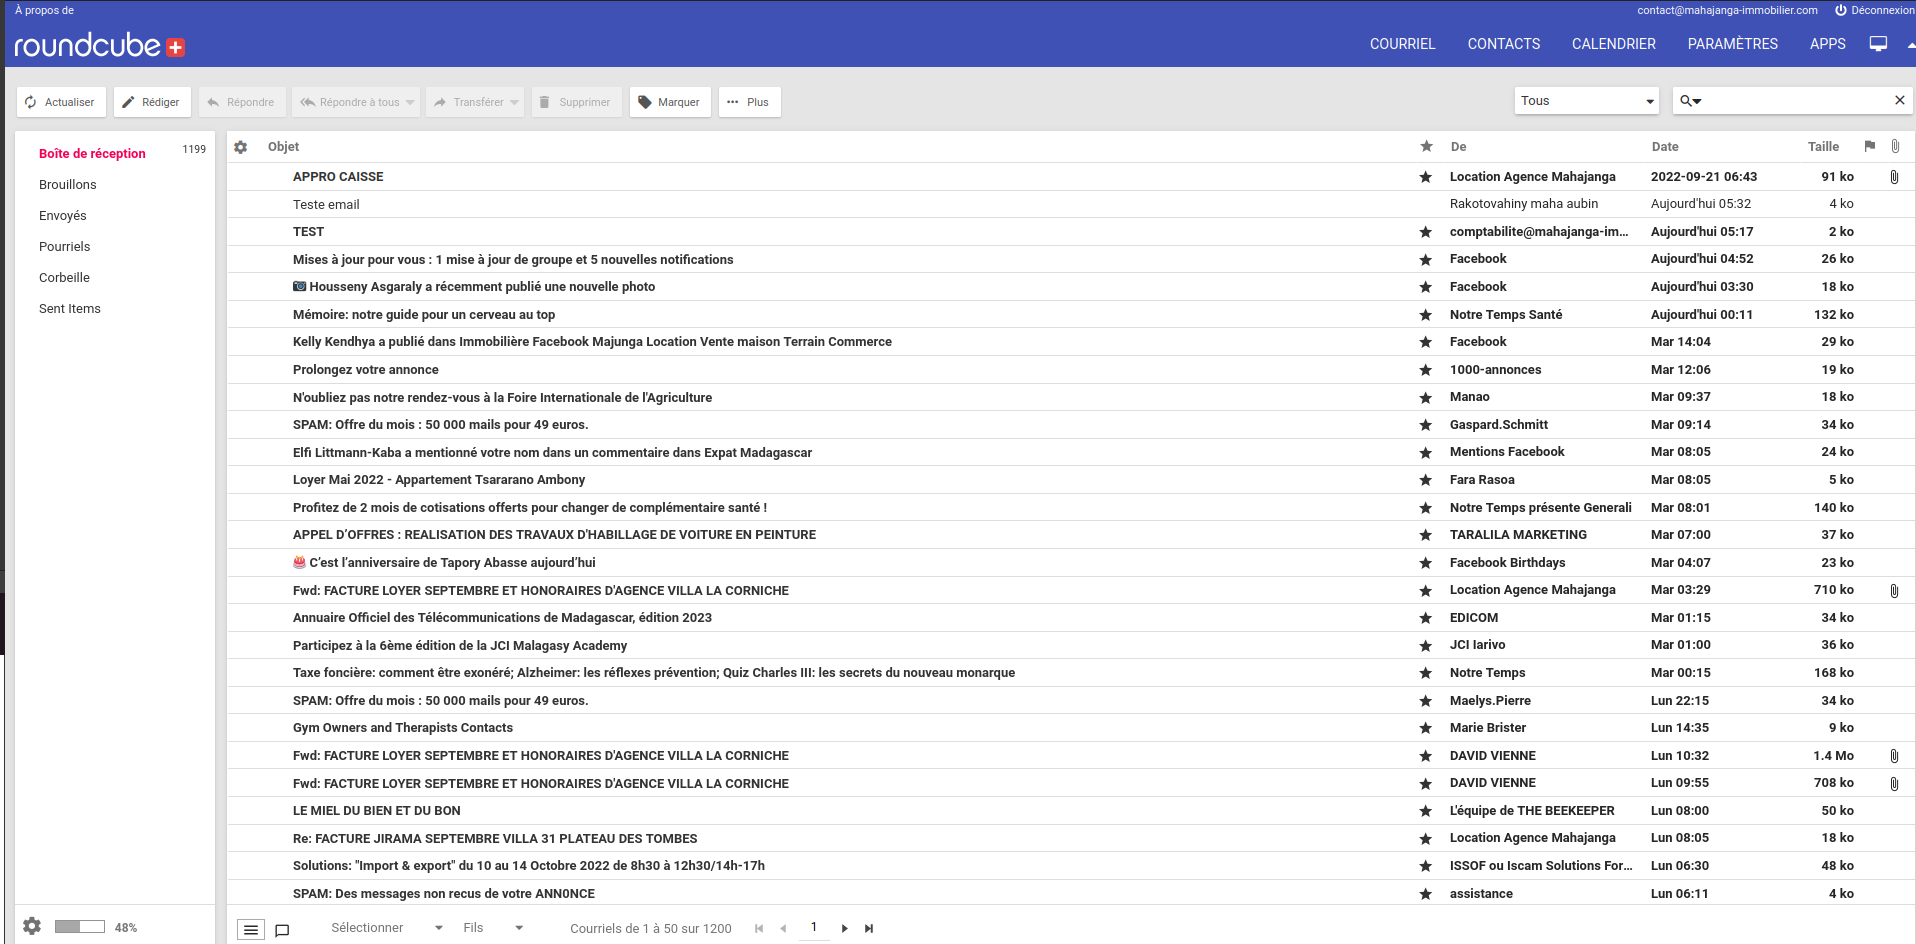 À propos de contact@mahajanga-immobilier.com Déconnexion
roundcube COURRIEL CONTACTS CALENDRIER PARAMÈTRES APPS
Actualiser Rédiger Répondre Répondre à tous Transférer Supprimer Marquer Plus Tous
Boîte de réception 1199
Brouillons
Envoyés
Pourriels
Corbeille
Sent Items
Objet De Date Taille
APPRO CAISSE Location Agence Mahajanga 2022-09-21 06:43 91 ko
Teste email Rakotovahiny maha aubin Aujourd'hui 05:32 4 ko
TEST comptabilite@mahajanga-im... Aujourd'hui 05:17 2 ko
Mises à jour pour vous : 1 mise à jour de groupe et 5 nouvelles notifications Facebook Aujourd'hui 04:52 26 ko
Housseny Asgaraly a récemment publié une nouvelle photo Facebook Aujourd'hui 03:30 18 ko
Mémoire: notre guide pour un cerveau au top Notre Temps Santé Aujourd'hui 00:11 132 ko
Kelly Kendhya a publié dans Immobilière Facebook Majunga Location Vente maison Terrain Commerce Facebook Mar 14:04 29 ko
Prolongez votre annonce 1000-annonces Mar 12:06 19 ko
N'oubliez pas notre rendez-vous à la Foire Internationale de l'Agriculture Manao Mar 09:37 18 ko
SPAM: Offre du mois : 50 000 mails pour 49 euros. Gaspard.Schmitt Mar 09:14 34 ko
Elfi Littmann-Kaba a mentionné votre nom dans un commentaire dans Expat Madagascar Mentions Facebook Mar 08:05 24 ko
Loyer Mai 2022 - Appartement Tsararano Ambony Fara Rasoa Mar 08:05 5 ko
Profitez de 2 mois de cotisations offerts pour changer de complémentaire santé ! Notre Temps présente Generali Mar 08:01 140 ko
APPEL D’OFFRES : REALISATION DES TRAVAUX D'HABILLAGE DE VOITURE EN PEINTURE TARALILA MARKETING Mar 07:00 37 ko
C’est l’anniversaire de Tapory Abasse aujourd’hui Facebook Birthdays Mar 04:07 23 ko
Fwd: FACTURE LOYER SEPTEMBRE ET HONORAIRES D'AGENCE VILLA LA CORNICHE Location Agence Mahajanga Mar 03:29 710 ko
Annuaire Officiel des Télécommunications de Madagascar, édition 2023 EDICOM Mar 01:15 34 ko
Participez à la 6ème édition de la JCI Malagasy Academy JCI Iarivo Mar 01:00 36 ko
Taxe foncière: comment être exonéré; Alzheimer: les réflexes prévention; Quiz Charles III: les secrets du nouveau monarque Notre Temps Mar 00:15 168 ko
SPAM: Offre du mois : 50 000 mails pour 49 euros. Maelys.Pierre Lun 22:15 34 ko
Gym Owners and Therapists Contacts Marie Brister Lun 14:35 9 ko
Fwd: FACTURE LOYER SEPTEMBRE ET HONORAIRES D'AGENCE VILLA LA CORNICHE DAVID VIENNE Lun 10:32 1.4 Mo
Fwd: FACTURE LOYER SEPTEMBRE ET HONORAIRES D'AGENCE VILLA LA CORNICHE DAVID VIENNE Lun 09:55 708 ko
LE MIEL DU BIEN ET DU BON L'équipe de THE BEEKEEPER Lun 08:00 50 ko
Re: FACTURE JIRAMA SEPTEMBRE VILLA 31 PLATEAU DES TOMBES Location Agence Mahajanga Lun 08:05 18 ko
Solutions: "Import & export" du 10 au 14 Octobre 2022 de 8h30 à 12h30/14h-17h ISSOF ou Iscam Solutions For... Lun 06:30 48 ko
SPAM: Des messages non recus de votre ANN0NCE assistance Lun 06:11 4 ko
48% Sélectionner Fils Courriels de 1 à 50 sur 1200 1